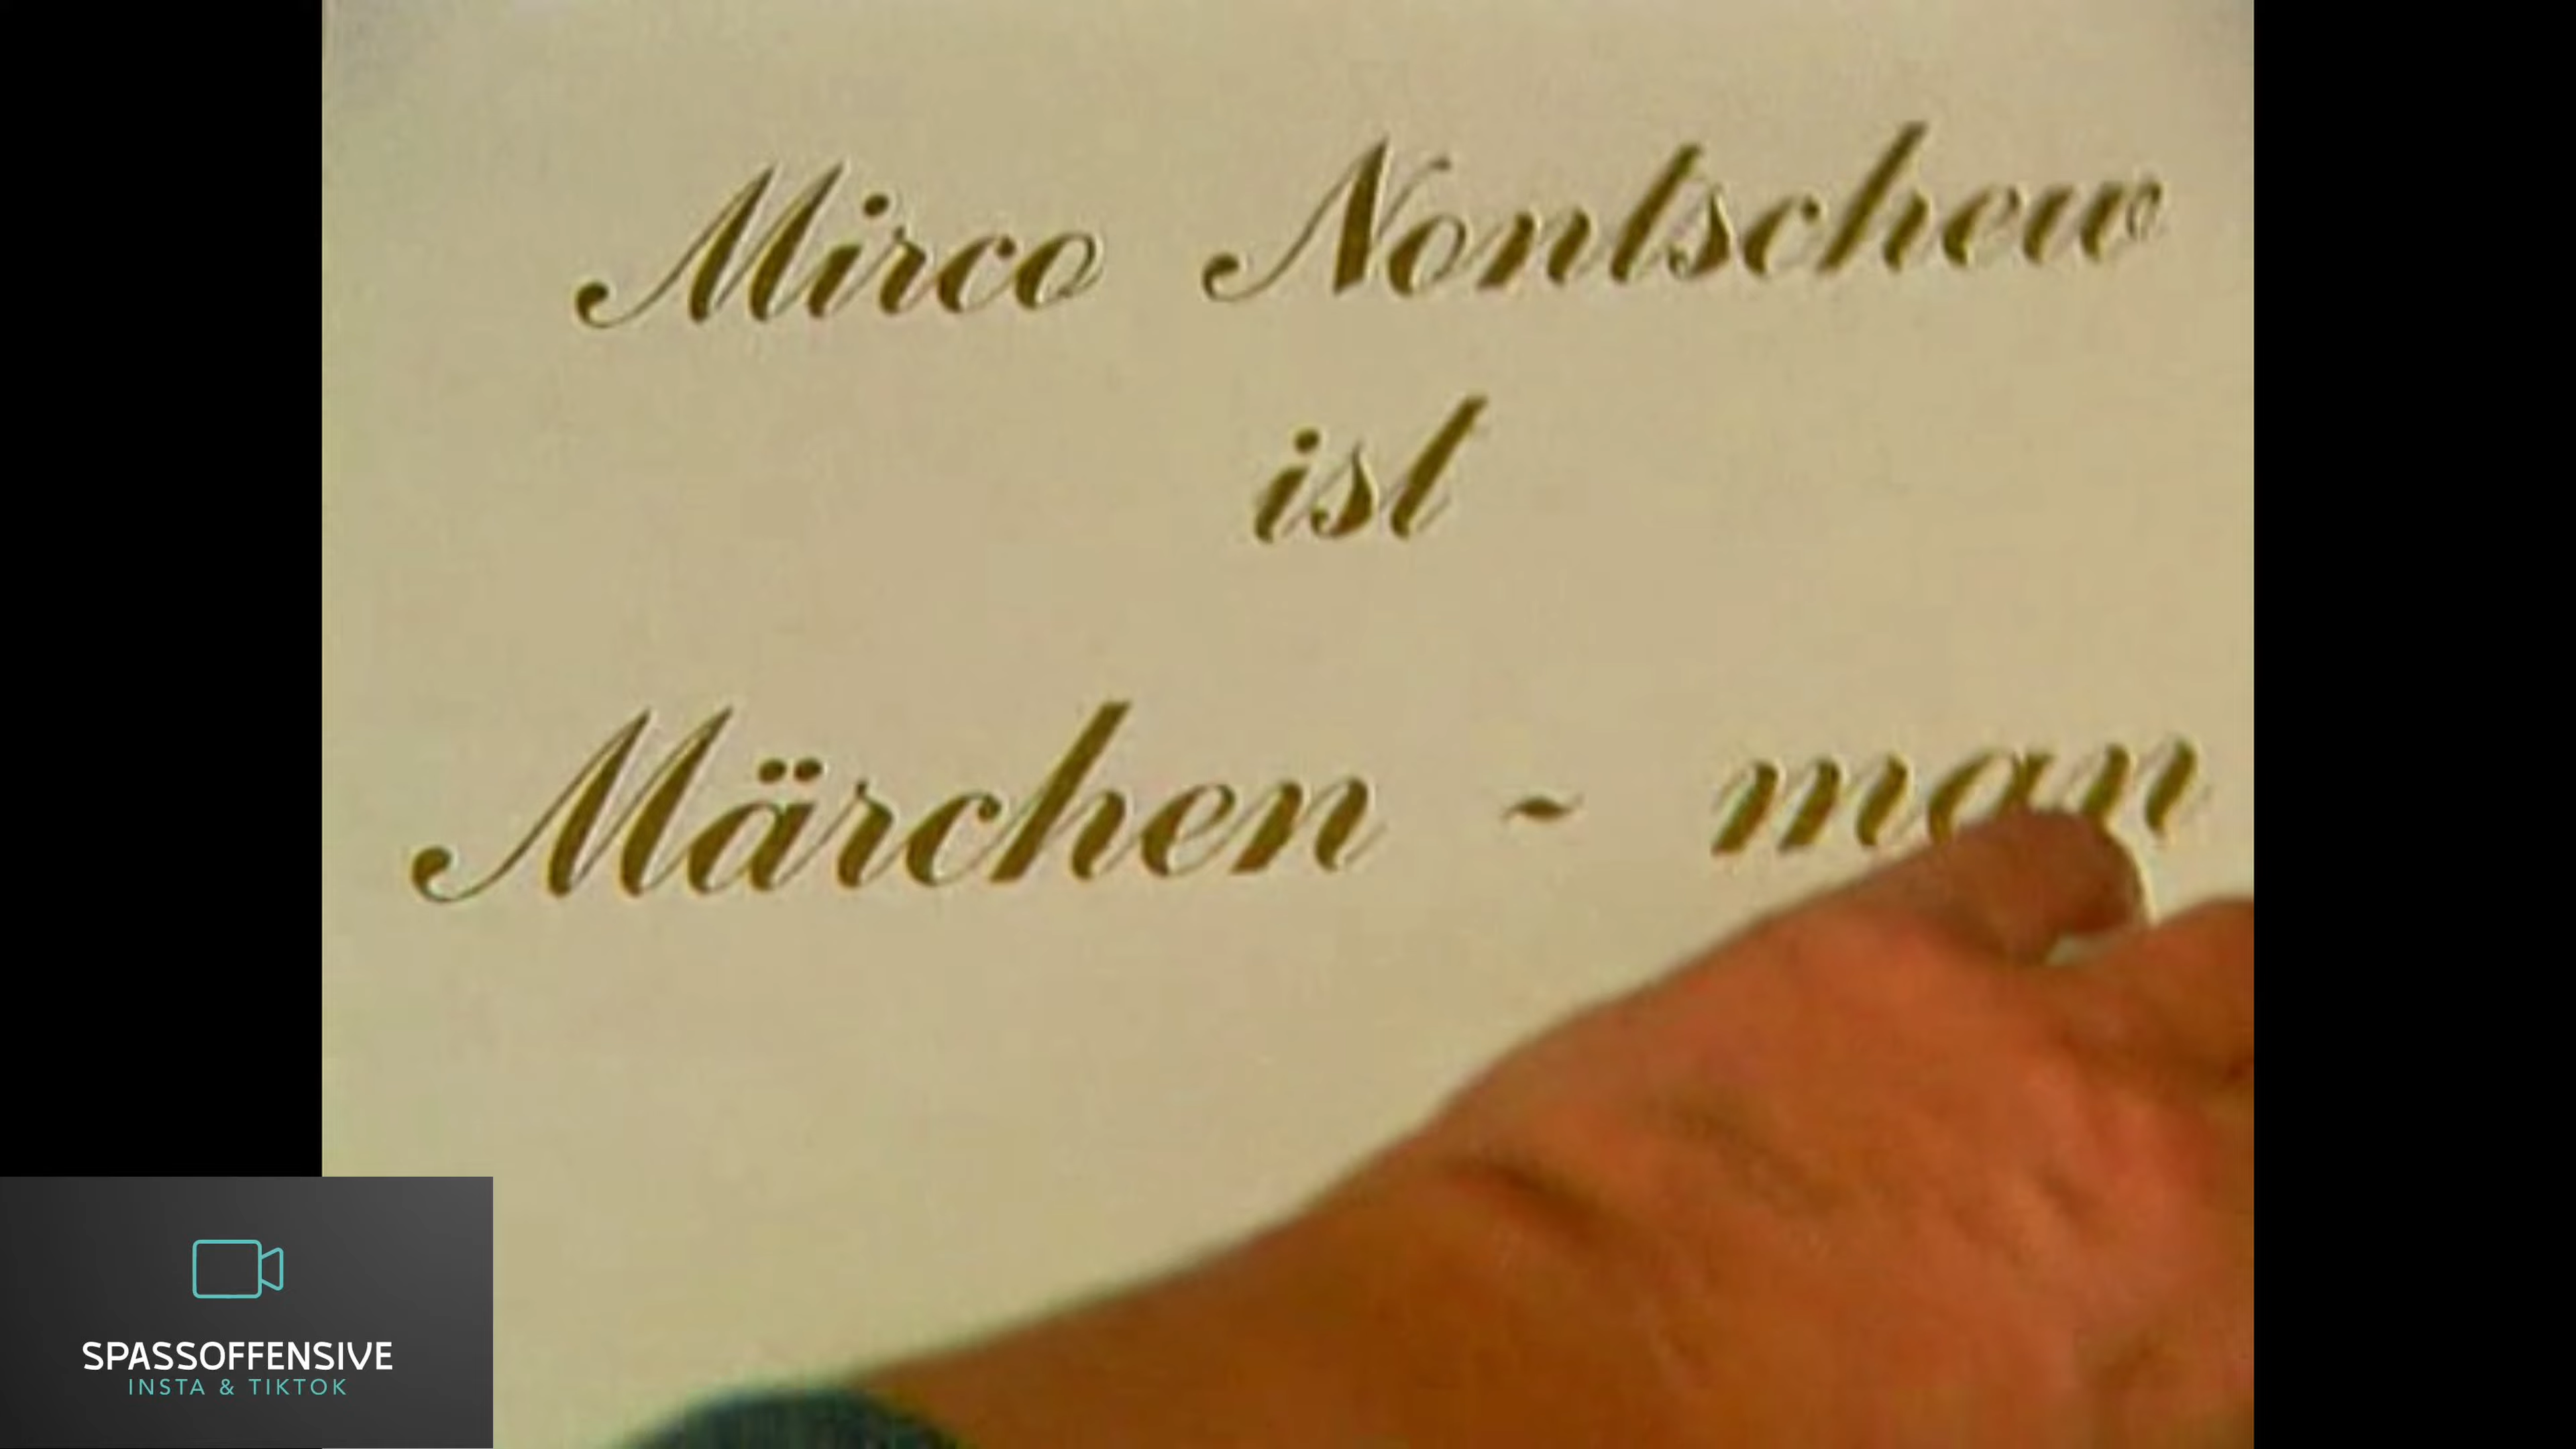 Mirco Nontschew
ist
Märchen - man
SPASSOFFENSIVE
INSTA & TIKTOK